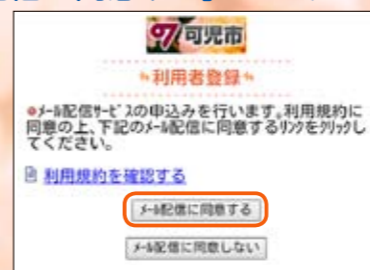 可児市
利用者登録
ﾒｰﾙ配信ｻｰﾋﾞｽの申込みを行います。利用規約に
同意の上、下記のﾒｰﾙ配信に同意するﾘﾝｸをｸﾘｯｸし
てください。
利用規約を確認する
ﾒｰﾙ配信に同意する
ﾒｰﾙ配信に同意しない